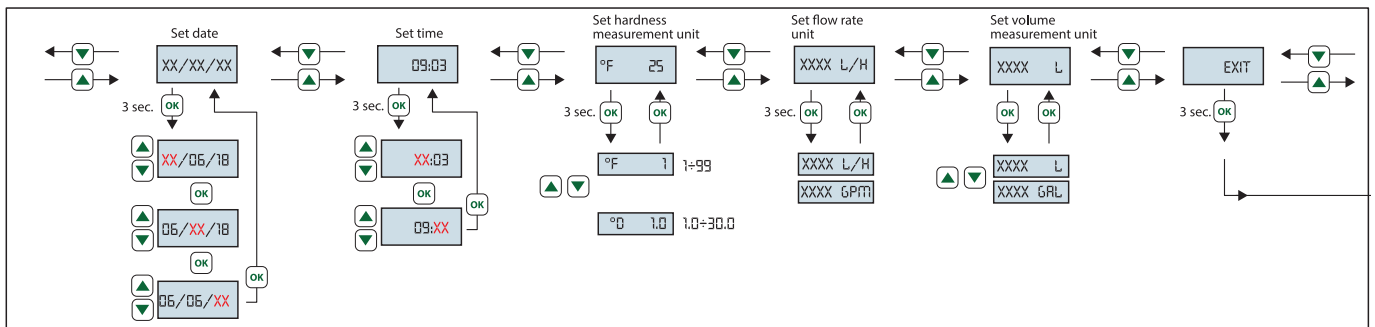 Set date
XX/XX/XX
3 sec. OK
XX/06/18
OK
06/XX/18
OK
OK
06/06/XX
Set time
09:03
3 sec. OK
XX:03
OK
OK
09:XX
Set hardness
measurement unit
°F 25
3 sec. OK OK
°F 1 1÷99
°D 1.0 1.0÷30.0
Set flow rate
unit
XXXX L/H
3 sec. OK OK
XXXX L/H
XXXX GPM
Set volume
measurement unit
XXXX L
OK OK
XXXX L
XXXX GAL
EXIT
3 sec. OK